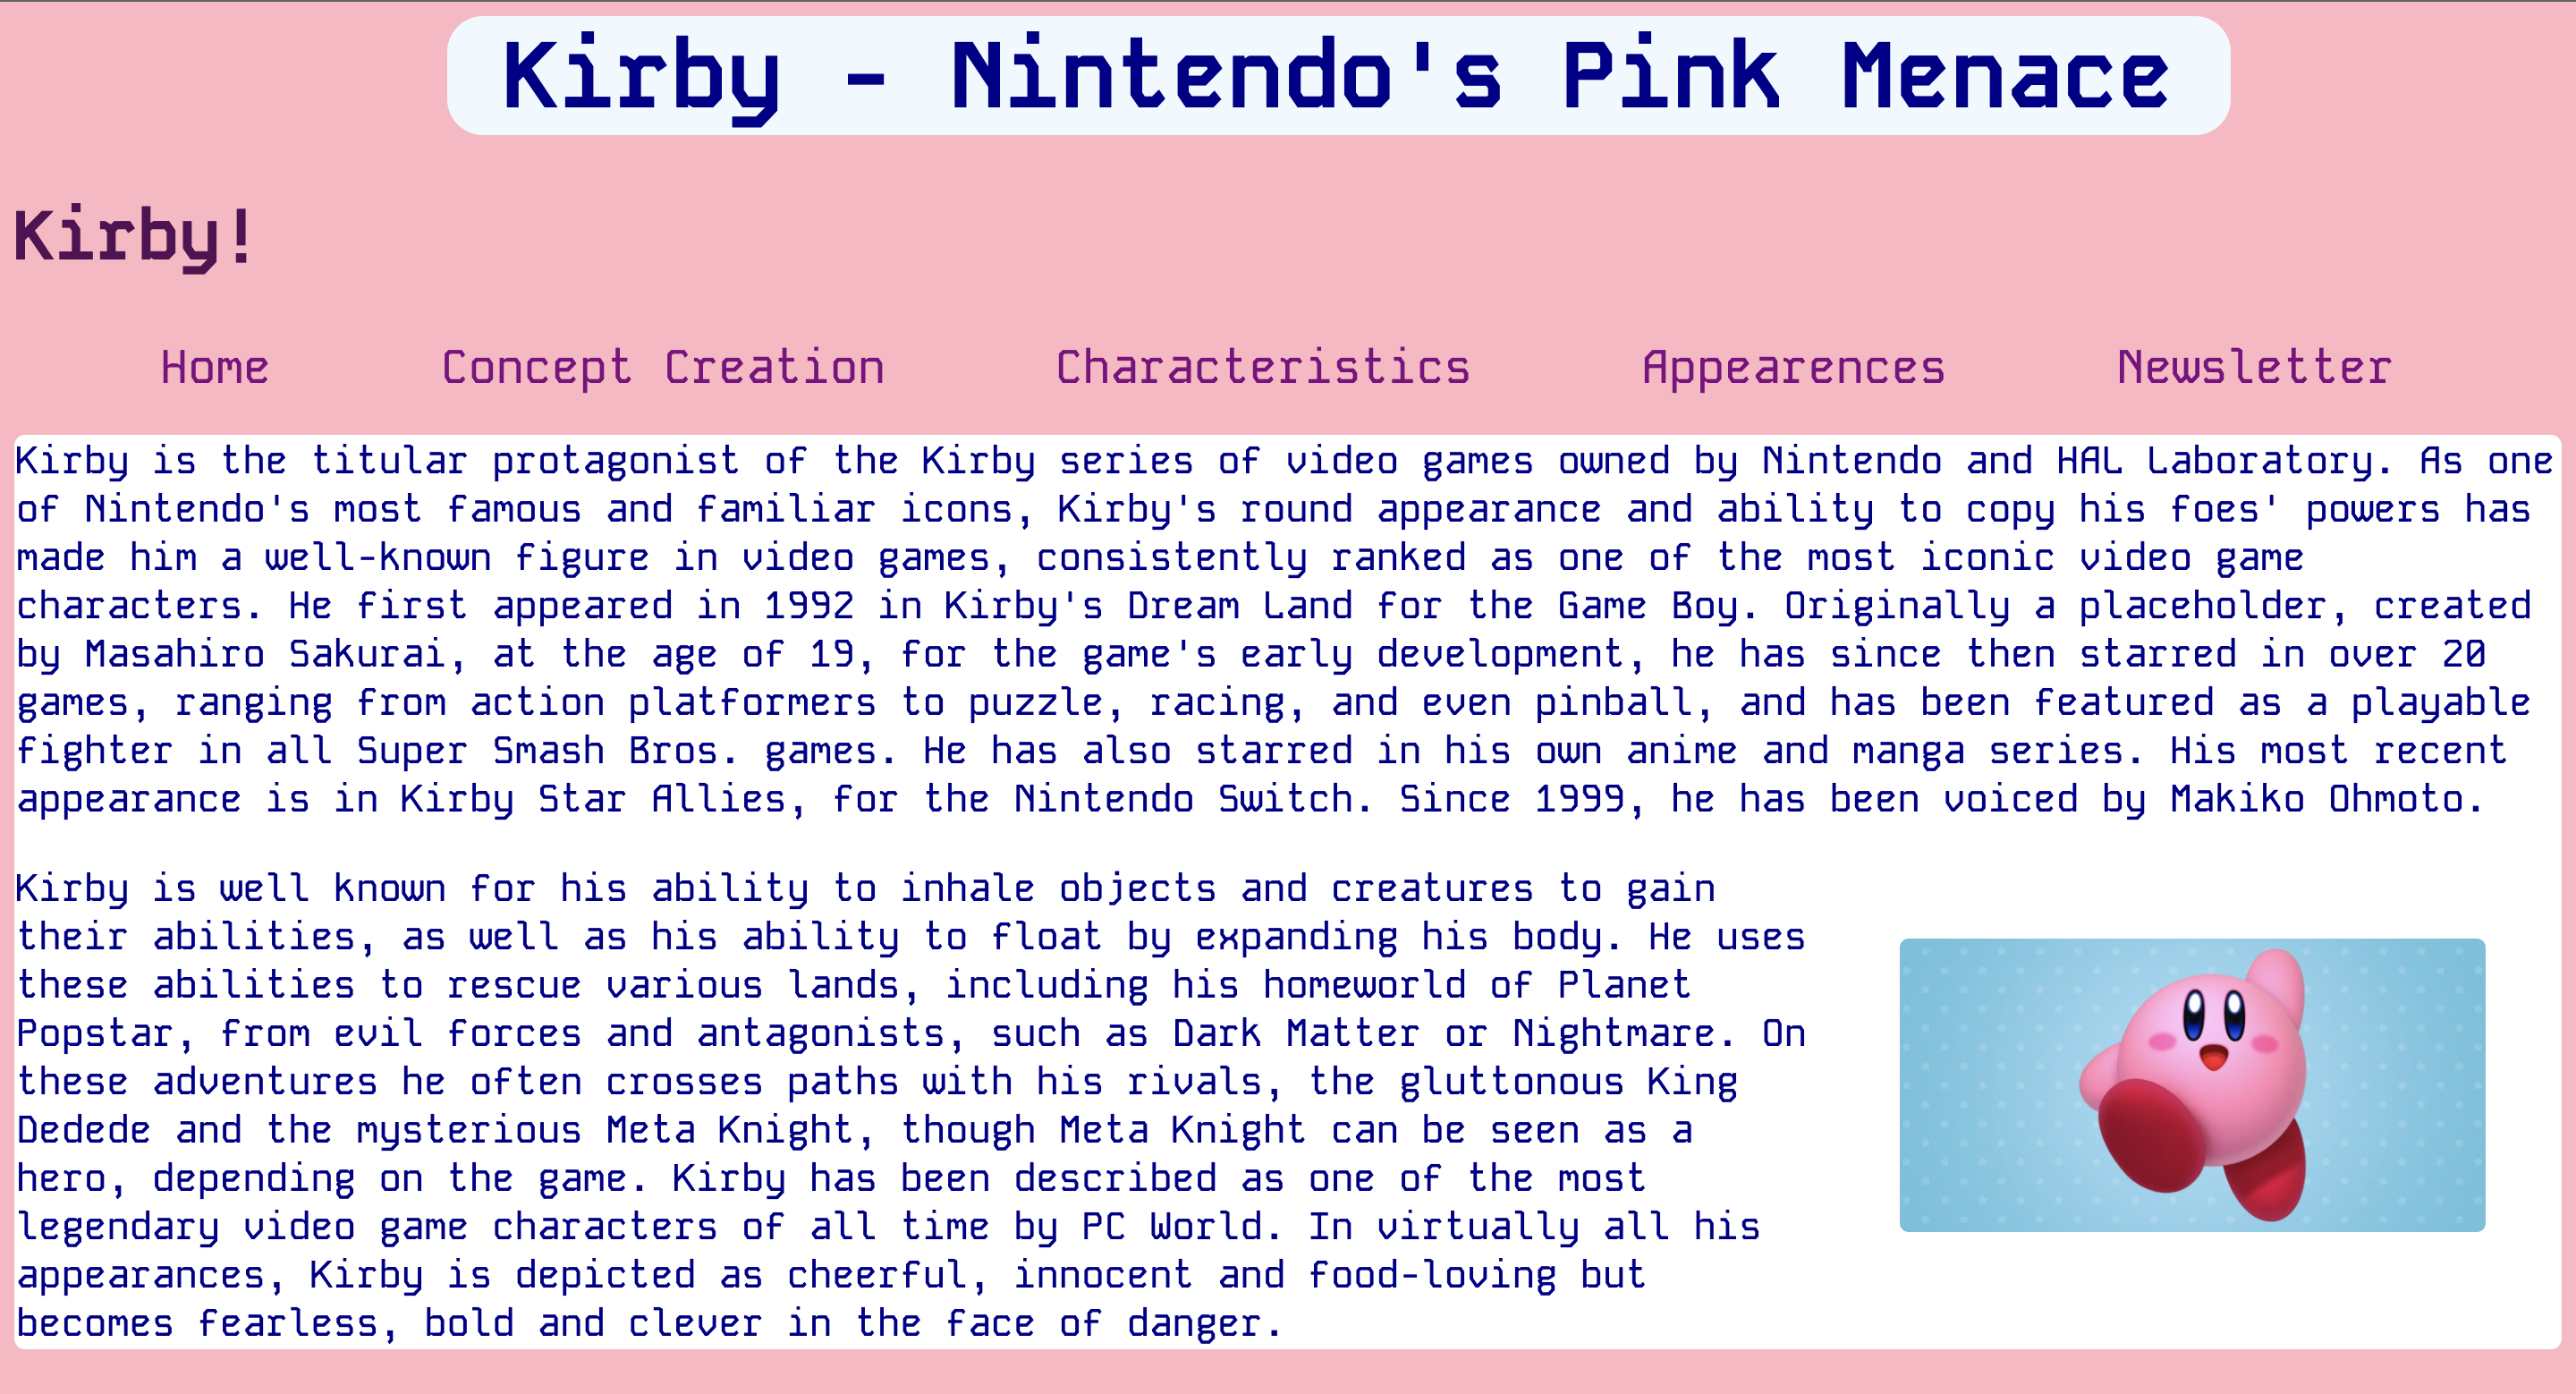 Kirby - Nintendo's Pink Menace
Kirby!
Home Concept Creation Characteristics Appearences Newsletter
Kirby is the titular protagonist of the Kirby series of video games owned by Nintendo and HAL Laboratory. As one
of Nintendo's most famous and familiar icons, Kirby's round appearance and ability to copy his foes' powers has
made him a well-known figure in video games, consistently ranked as one of the most iconic video game
characters. He first appeared in 1992 in Kirby's Dream Land for the Game Boy. Originally a placeholder, created
by Masahiro Sakurai, at the age of 19, for the game's early development, he has since then starred in over 20
games, ranging from action platformers to puzzle, racing, and even pinball, and has been featured as a playable
fighter in all Super Smash Bros. games. He has also starred in his own anime and manga series. His most recent
appearance is in Kirby Star Allies, for the Nintendo Switch. Since 1999, he has been voiced by Makiko Ohmoto.
Kirby is well known for his ability to inhale objects and creatures to gain
their abilities, as well as his ability to float by expanding his body. He uses
these abilities to rescue various lands, including his homeworld of Planet
Popstar, from evil forces and antagonists, such as Dark Matter or Nightmare. On
these adventures he often crosses paths with his rivals, the gluttonous King
Dedede and the mysterious Meta Knight, though Meta Knight can be seen as a
hero, depending on the game. Kirby has been described as one of the most
legendary video game characters of all time by PC World. In virtually all his
appearances, Kirby is depicted as cheerful, innocent and food-loving but
becomes fearless, bold and clever in the face of danger.